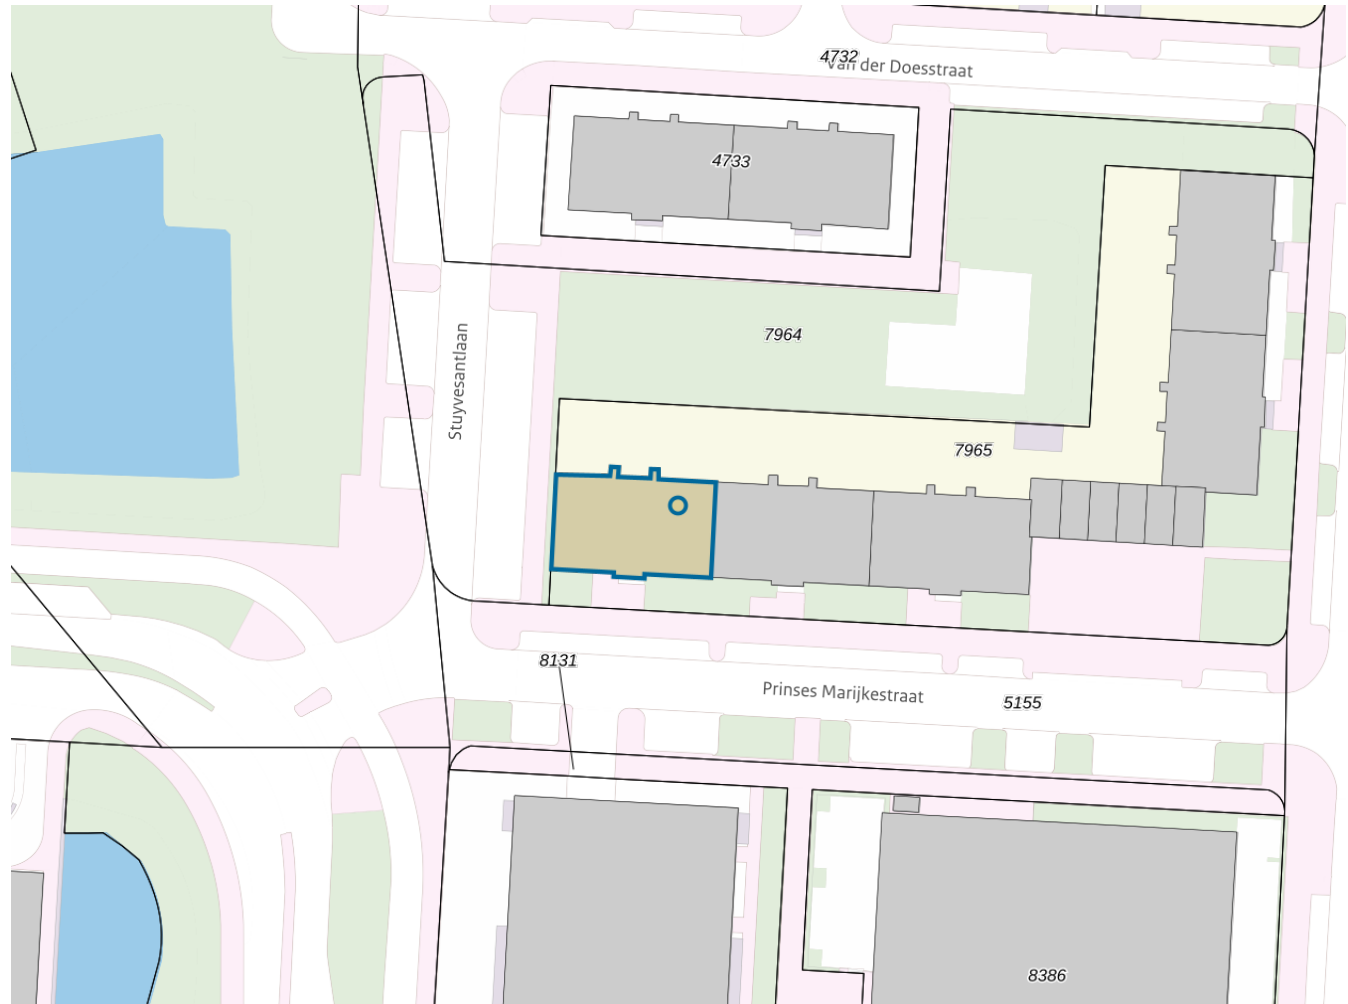 4732
Van der Doesstraat
4733
7964
Stuyvesantlaan
7965
8131
Prinses Marijkestraat
5155
8386